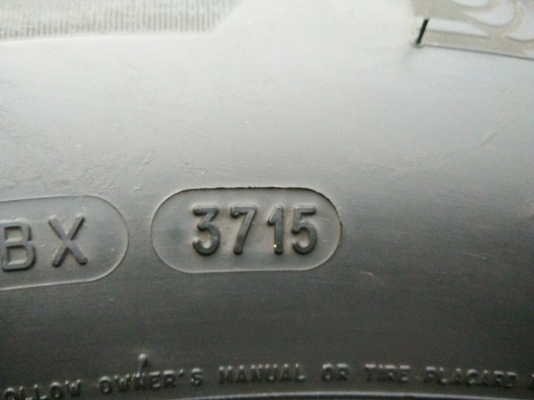 BX 3715
OLLOW OWNER'S MANUAL OR TIRE PLACARD